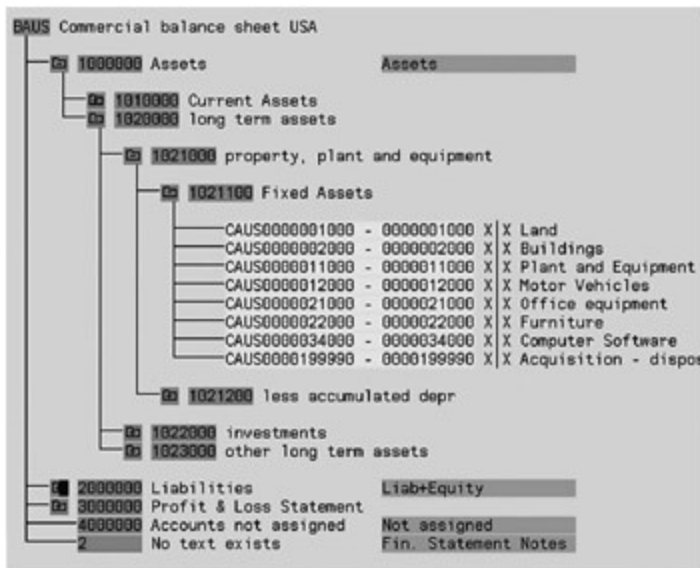 BAUS Commercial balance sheet USA
1000000 Assets Assets
1010000 Current Assets
1020000 long term assets
1021000 property, plant and equipment
1021100 Fixed Assets
CAUS0000001000 - 0000001000 X X Land
CAUS0000002000 - 0000002000 X X Buildings
CAUS0000011000 - 0000011000 X X Plant and Equipment
CAUS0000012000 - 0000012000 X X Motor Vehicles
CAUS0000021000 - 0000021000 X X Office equipment
CAUS0000022000 - 0000022000 X X Furniture
CAUS0000034000 - 0000034000 X X Computer Software
CAUS0000199990 - 0000199990 X X Acquisition - dispos
1021200 less accumulated depr
1022000 investments
1023000 other long term assets
2000000 Liabilities Liab+Equity
3000000 Profit & Loss Statement
4000000 Accounts not assigned Not assigned
2 No text exists Fin. Statement Notes